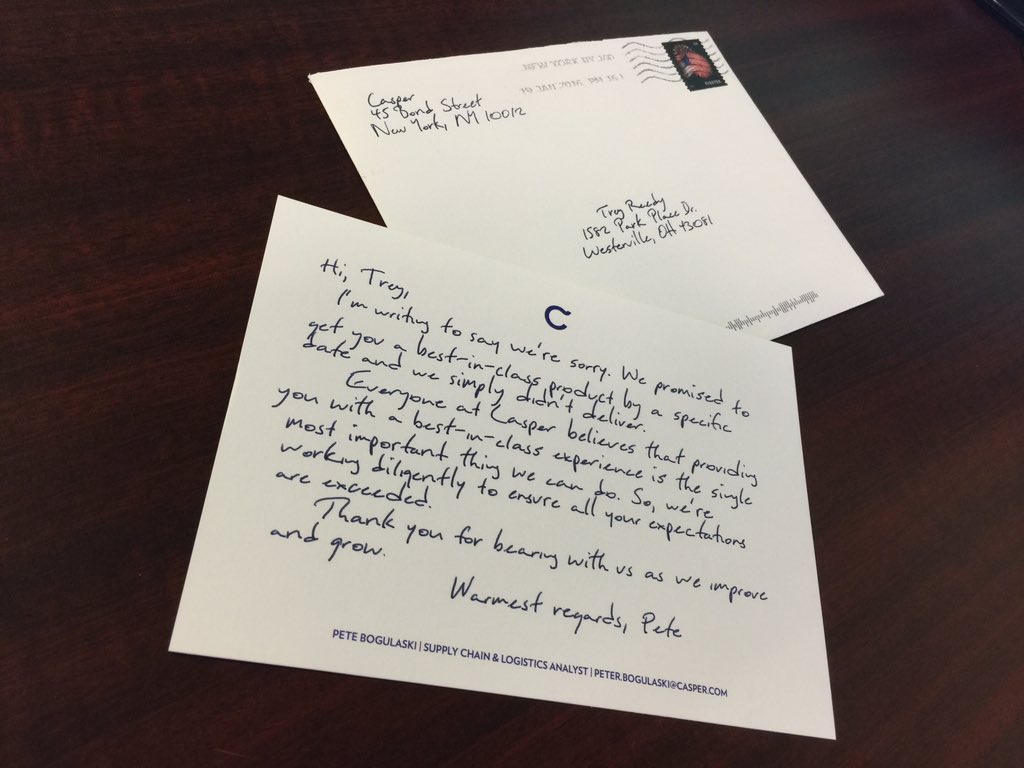 NEW YORK NY 100
19 JAN 2016 PM 16 L
Casper
45 Bond Street
New York, NY 10012
Trey Reedy
1582 Park Place Dr.
Westerville, OH 43081
C
Hi, Trey,
I'm writing to say we're sorry. We promised to
get you a best-in-class product by a specific
date and we simply didn't deliver.
Everyone at Casper believes that providing
you with a best-in-class experience is the single
most important thing we can do. So, we're
working diligently to ensure all your expectations
are exceeded.
Thank you for bearing with us as we improve
and grow.
Warmest regards, Pete
PETE BOGULASKI | SUPPLY CHAIN & LOGISTICS ANALYST | PETER.BOGULASKI@CASPER.COM